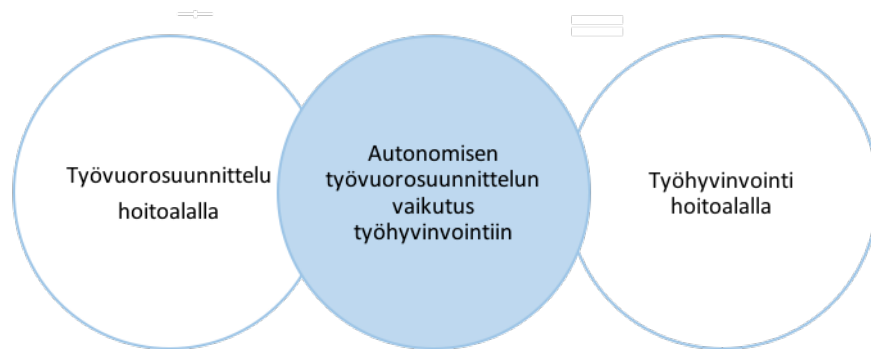 Työvuorosuunnittelu
hoitoalalla
Autonomisen
työvuorosuunnittelun
vaikutus
työhyvinvointiin
Työhyvinvointi
hoitoalalla